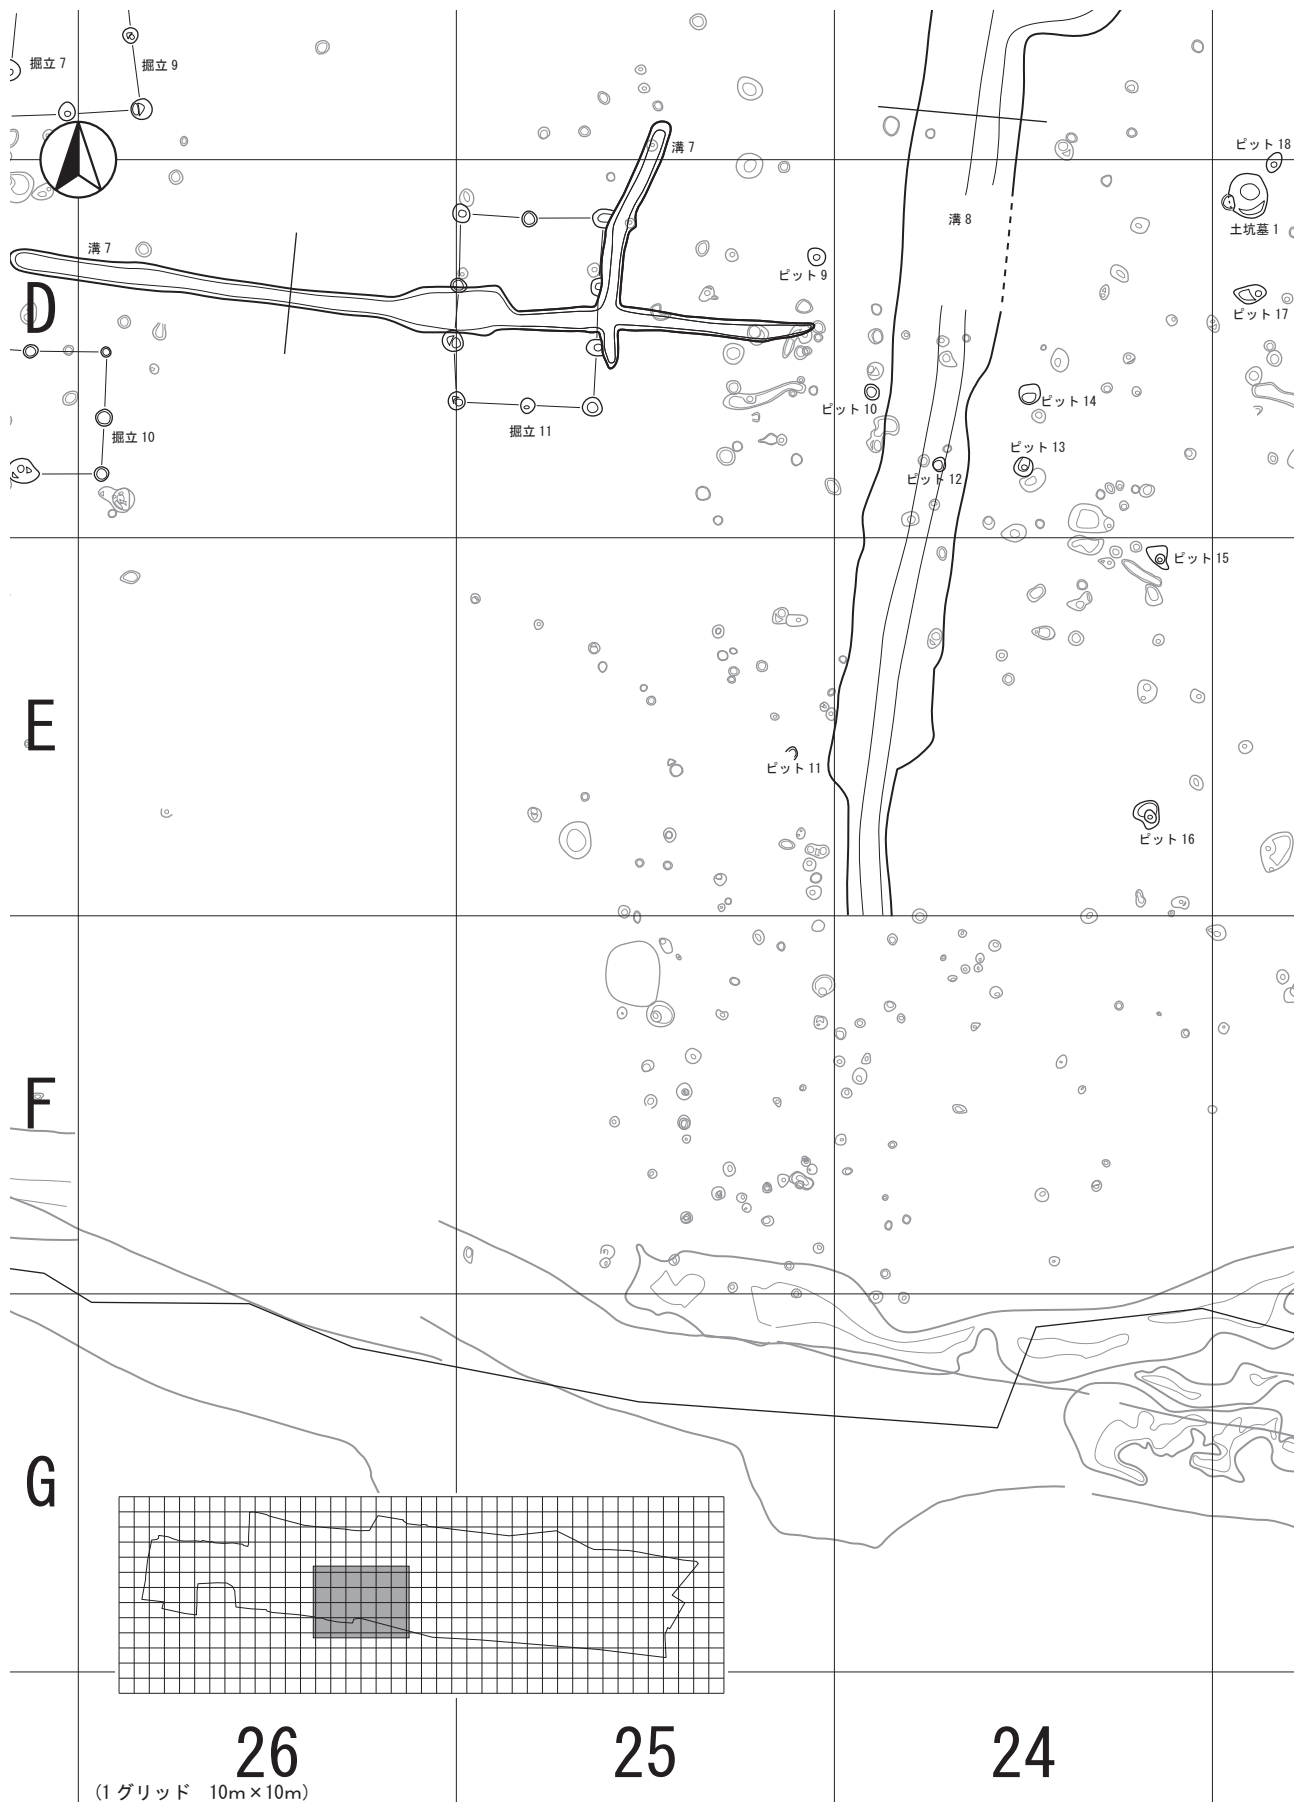 掘立 7
掘立 9
ピット 18
溝 7
溝 8
土坑墓 1
溝 7
ピット 9
D
ピット 17
ピット 10
ピット 14
掘立 11
掘立 10
ピット 13
ピット 12
ピット 15
E
ピット 11
ピット 16
F
G
26
25
24
(1 グリッド　10m×10m)